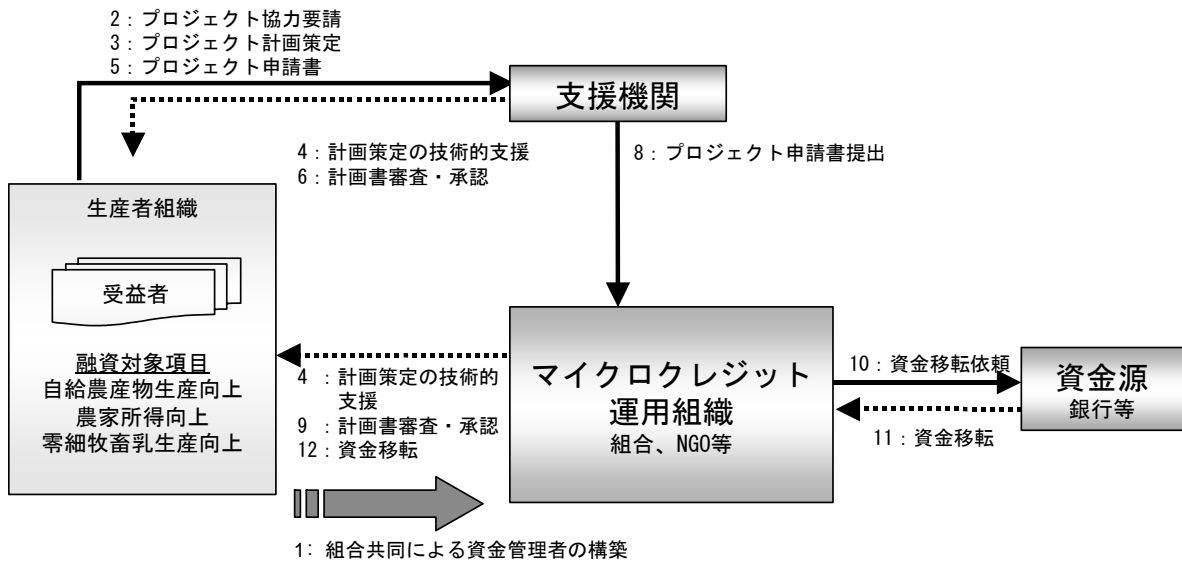 2：プロジェクト協力要請
3：プロジェクト計画策定
5：プロジェクト申請書
支援機関
4：計画策定の技術的支援
6：計画書審査・承認
8：プロジェクト申請書提出
生産者組織
受益者
融資対象項目
自給農産物生産向上
農家所得向上
零細牧畜乳生産向上
4 ：計画策定の技術的
支援
9 ：計画書審査・承認
12：資金移転
マイクロクレジット
運用組織
組合、NGO等
10：資金移転依頼
11：資金移転
資金源
銀行等
1： 組合共同による資金管理者の構築